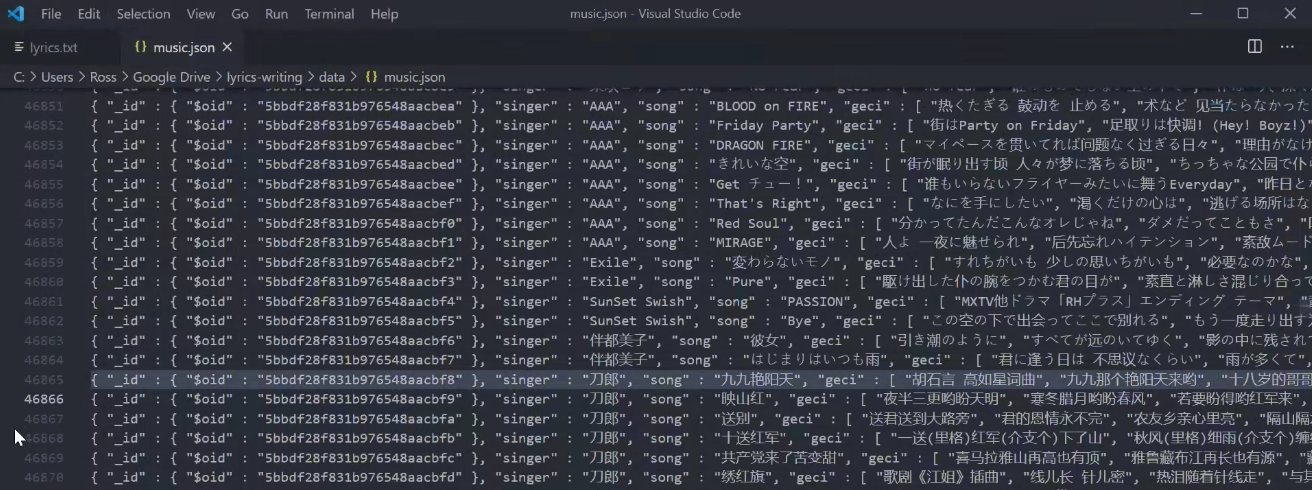 File Edit Selection View Go Run Terminal Help music.json - Visual Studio Code
lyrics.txt {} music.json ×
C: > Users > Ross > Google Drive > lyrics-writing > data > {} music.json
46851 { "_id" : { "$oid" : "5bbdf28f831b976548aacbea" }, "singer" : "AAA", "song" : "BLOOD on FIRE", "geci" : [ "熱くたぎる 鼓動を 止める", "术など 见当たらなかった
46852 { "_id" : { "$oid" : "5bbdf28f831b976548aacbeb" }, "singer" : "AAA", "song" : "Friday Party", "geci" : [ "街はParty on Friday", "足取りは快調! (Hey! Boyz!)"
46853 { "_id" : { "$oid" : "5bbdf28f831b976548aacbec" }, "singer" : "AAA", "song" : "DRAGON FIRE", "geci" : [ "マイペースを貫いてれば問題なく过ぎる日々", "理由がなけ
46854 { "_id" : { "$oid" : "5bbdf28f831b976548aacbed" }, "singer" : "AAA", "song" : "きれいな空", "geci" : [ "街が眠り出す顷 人々が梦に落ちる顷", "ちっちゃな公园で
46855 { "_id" : { "$oid" : "5bbdf28f831b976548aacbee" }, "singer" : "AAA", "song" : "Get チュー！", "geci" : [ "谁もいらないフライヤーみたいに舞うEveryday", "昨日と
46856 { "_id" : { "$oid" : "5bbdf28f831b976548aacbef" }, "singer" : "AAA", "song" : "That's Right", "geci" : [ "なにを手にしたい", "渇くだけの心は", "逃げる场所は
46857 { "_id" : { "$oid" : "5bbdf28f831b976548aacbf0" }, "singer" : "AAA", "song" : "Red Soul", "geci" : [ "分かってたんだこんなオレじゃね", "ダメだってこともさ",
46858 { "_id" : { "$oid" : "5bbdf28f831b976548aacbf1" }, "singer" : "AAA", "song" : "MIRAGE", "geci" : [ "人よ 一夜に魅せられ", "后先忘れハイテンション", "素敌ムード
46859 { "_id" : { "$oid" : "5bbdf28f831b976548aacbf2" }, "singer" : "Exile", "song" : "変わらないモノ", "geci" : [ "すれちがいも 少しの思いちがいも", "必要なのかな",
46860 { "_id" : { "$oid" : "5bbdf28f831b976548aacbf3" }, "singer" : "Exile", "song" : "Pure", "geci" : [ "駆け出した仆の腕をつかむ君の目が", "素直と淋しさ混じり合って
46861 { "_id" : { "$oid" : "5bbdf28f831b976548aacbf4" }, "singer" : "SunSet Swish", "song" : "PASSION", "geci" : [ "MXTV他ドラマ「RHプラス」エンディング テーマ",
46862 { "_id" : { "$oid" : "5bbdf28f831b976548aacbf5" }, "singer" : "SunSet Swish", "song" : "Bye", "geci" : [ "この空の下で出会ってここで别れる", "もう一度走り出す
46863 { "_id" : { "$oid" : "5bbdf28f831b976548aacbf6" }, "singer" : "伴都美子", "song" : "彼女", "geci" : [ "引き潮のように", "すべてが远のいてゆく", "影の中に残され
46864 { "_id" : { "$oid" : "5bbdf28f831b976548aacbf7" }, "singer" : "伴都美子", "song" : "はじまりはいつも雨", "geci" : [ "君に逢う日は 不思议なくらい", "雨が多くて"
46865 { "_id" : { "$oid" : "5bbdf28f831b976548aacbf8" }, "singer" : "刀郎", "song" : "九九艳阳天", "geci" : [ "胡石言 高如星词曲", "九九那个艳阳天来哟", "十八岁的哥哥
46866 { "_id" : { "$oid" : "5bbdf28f831b976548aacbf9" }, "singer" : "刀郎", "song" : "映山红", "geci" : [ "夜半三更哟盼天明", "寒冬腊月哟盼春风", "若要盼得哟红军来",
46867 { "_id" : { "$oid" : "5bbdf28f831b976548aacbfa" }, "singer" : "刀郎", "song" : "送别", "geci" : [ "送君送到大路旁", "君的恩情永不完", "农友乡亲心里亮", "隔山隔
46868 { "_id" : { "$oid" : "5bbdf28f831b976548aacbfb" }, "singer" : "刀郎", "song" : "十送红军", "geci" : [ "一送(里格)红军(介支个)下了山", "秋风(里格)细雨(介支个)缠
46869 { "_id" : { "$oid" : "5bbdf28f831b976548aacbfc" }, "singer" : "刀郎", "song" : "共产党来了苦变甜", "geci" : [ "喜马拉雅山再高也有顶", "雅鲁藏布江再长也有源",
46870 { "_id" : { "$oid" : "5bbdf28f831b976548aacbfd" }, "singer" : "刀郎", "song" : "绣红旗", "geci" : [ "歌剧《江姐》插曲", "线儿长 针儿密", "热泪随着针线走", "与